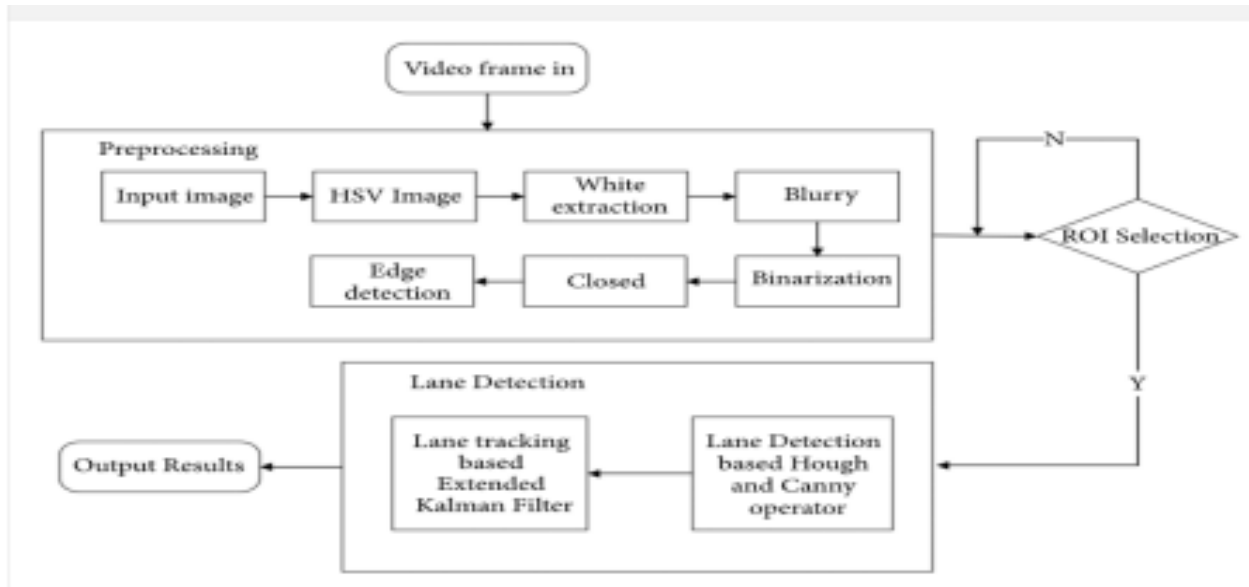 Video frame in
Preprocessing
Input image
HSV Image
White
extraction
Blurry
Edge
detection
Closed
Binarization
N
ROI Selection
Y
Lane Detection
Lane tracking
based
Extended
Kalman Filter
Lane Detection
based Hough
and Canny
operator
Output Results